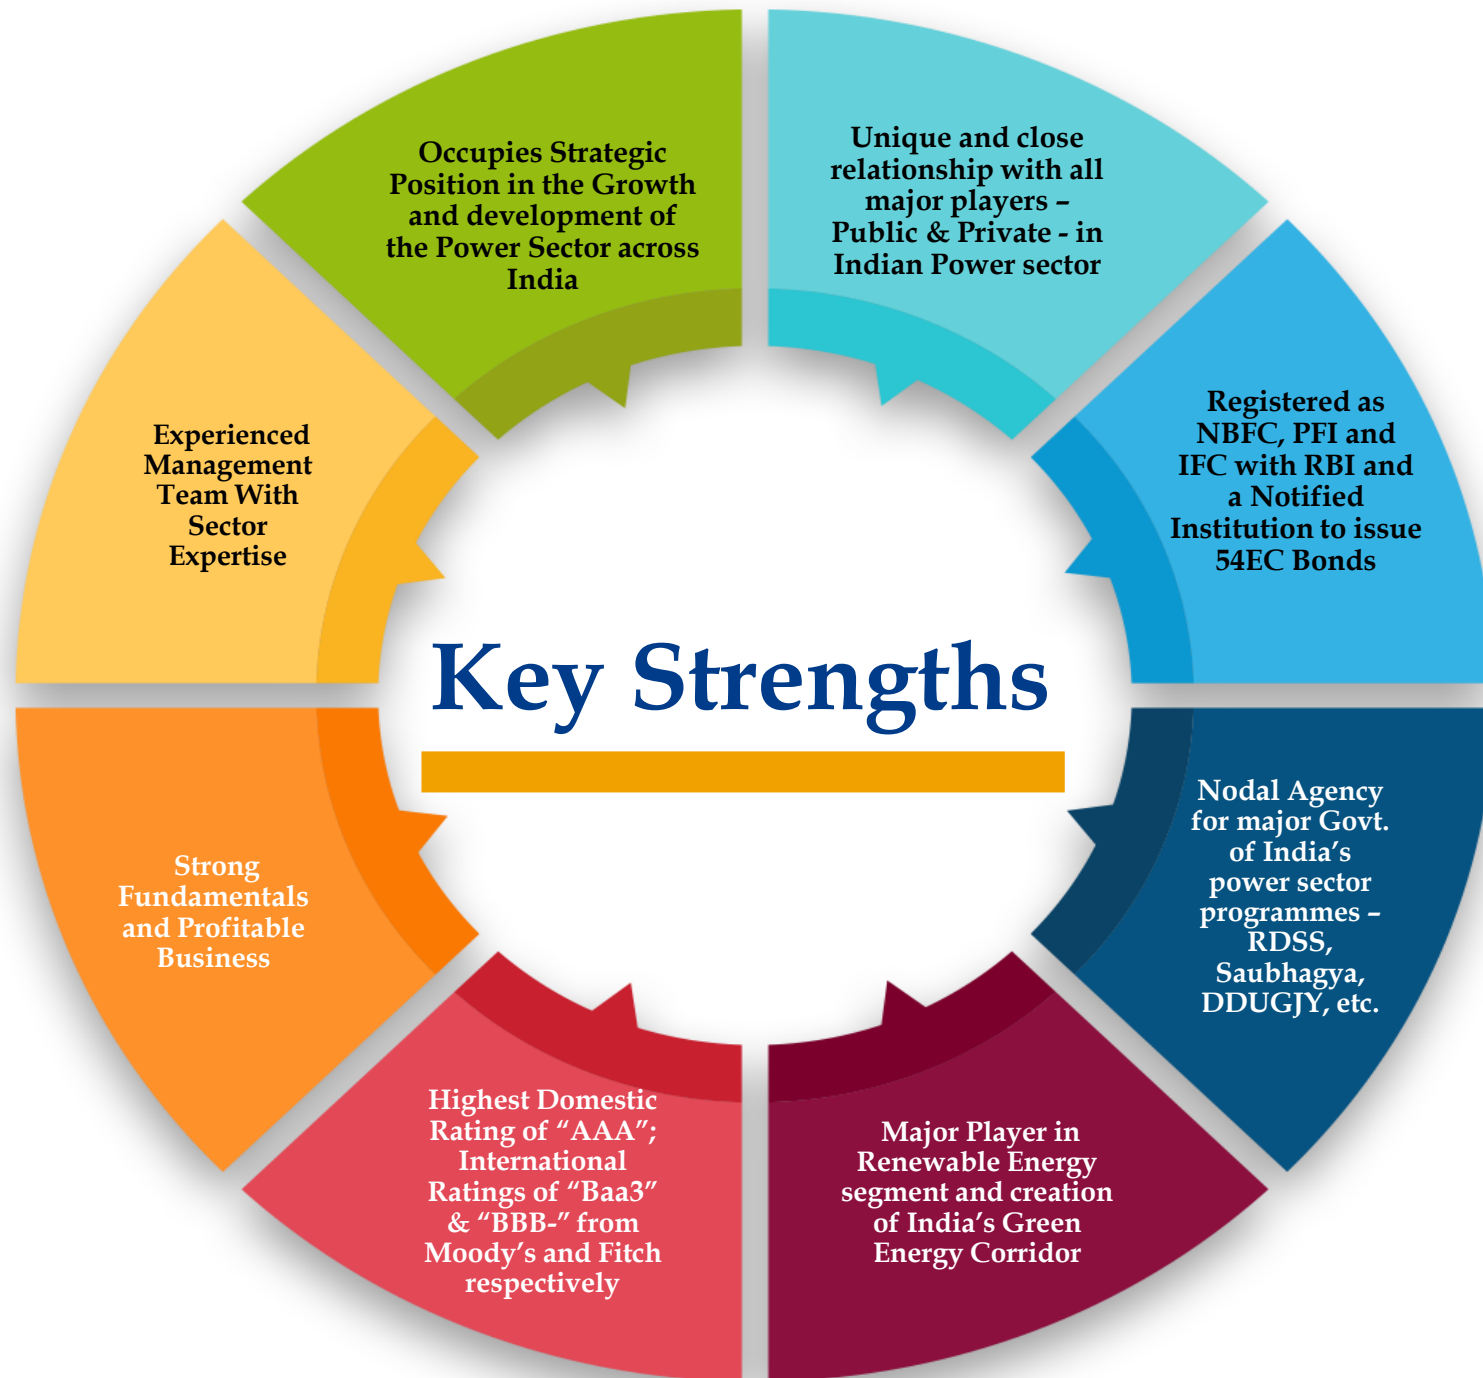 Occupies Strategic
Position in the Growth
and development of
the Power Sector across
India
Unique and close
relationship with all
major players –
Public & Private - in
Indian Power sector
Registered as
NBFC, PFI and
IFC with RBI and
a Notified
Institution to issue
54EC Bonds
Nodal Agency
for major Govt.
of India’s
power sector
programmes –
RDSS,
Saubhagya,
DDUGJY, etc.
Major Player in
Renewable Energy
segment and creation
of India’s Green
Energy Corridor
Highest Domestic
Rating of “AAA”;
International
Ratings of “Baa3”
& “BBB-” from
Moody’s and Fitch
respectively
Strong
Fundamentals
and Profitable
Business
Experienced
Management
Team With
Sector
Expertise
Key Strengths